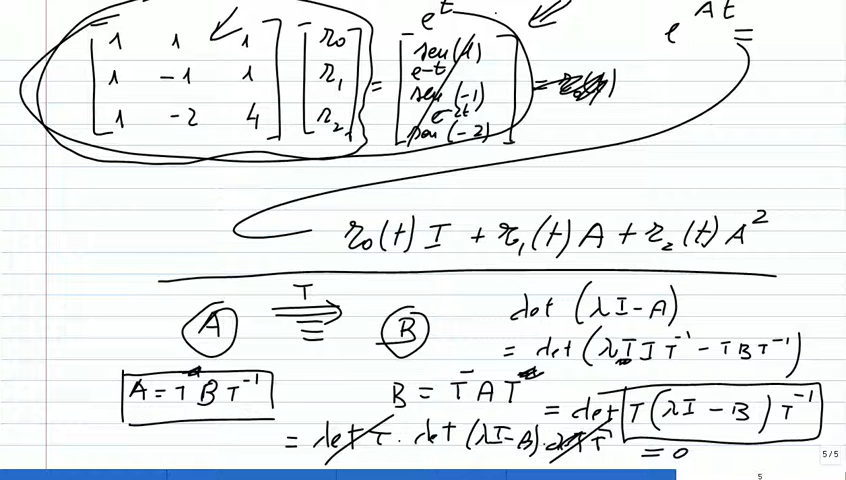 [1 1 1; 1 -1 1; 1 -2 4] [r0; r1; r2] = [e^t; e^-t; e^-2t]
sen(1)
sen(-1)
sen(-2)
e^At =
r0(t) I + r1(t) A + r2(t) A^2
A T ⇒ B
det (λI - A)
= det (λ T I T^-1 - T B T^-1)
A = T B T^-1
B = T^-1 A T
= det T(λI - B) T^-1
= det T · det (λI - B) · det T^-1
= 0
5/5
5